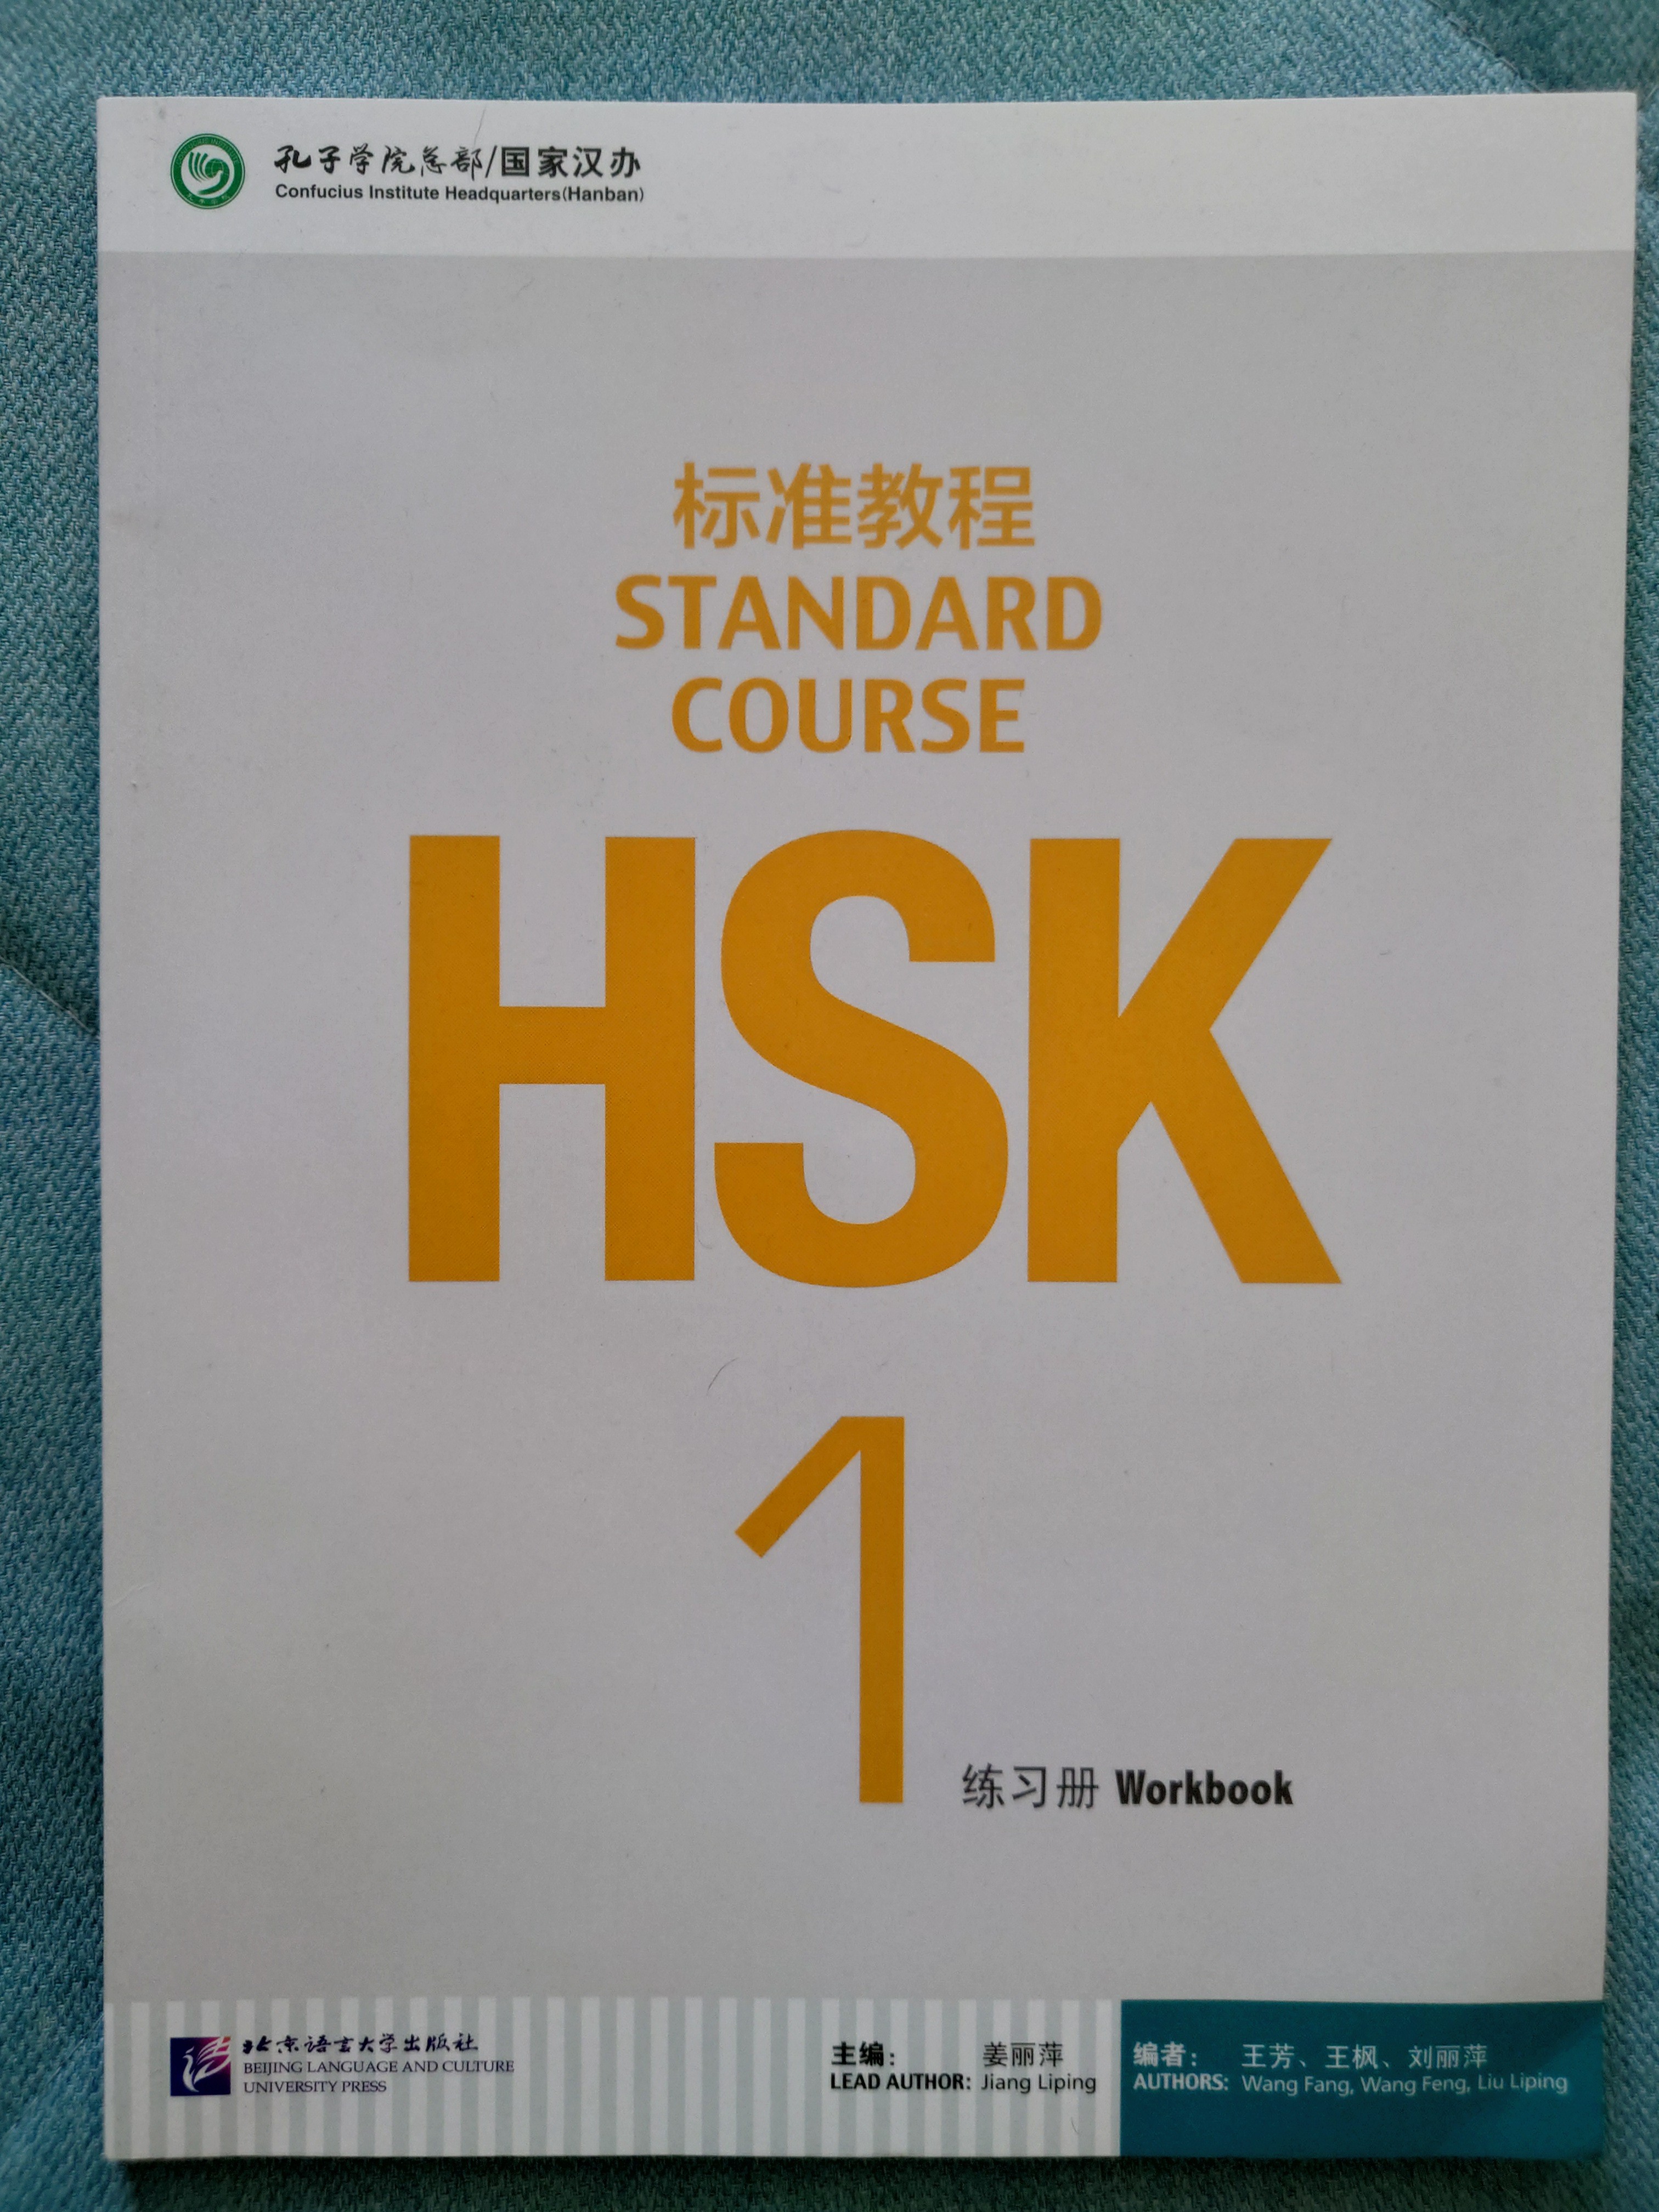 孔子学院总部/国家汉办
Confucius Institute Headquarters(Hanban)
标准教程
STANDARD
COURSE
HSK
1
练习册 Workbook
北京语言大学出版社
BEIJING LANGUAGE AND CULTURE
UNIVERSITY PRESS
主编： 姜丽萍
LEAD AUTHOR: Jiang Liping
编者： 王芳、王枫、刘丽萍
AUTHORS: Wang Fang, Wang Feng, Liu Liping